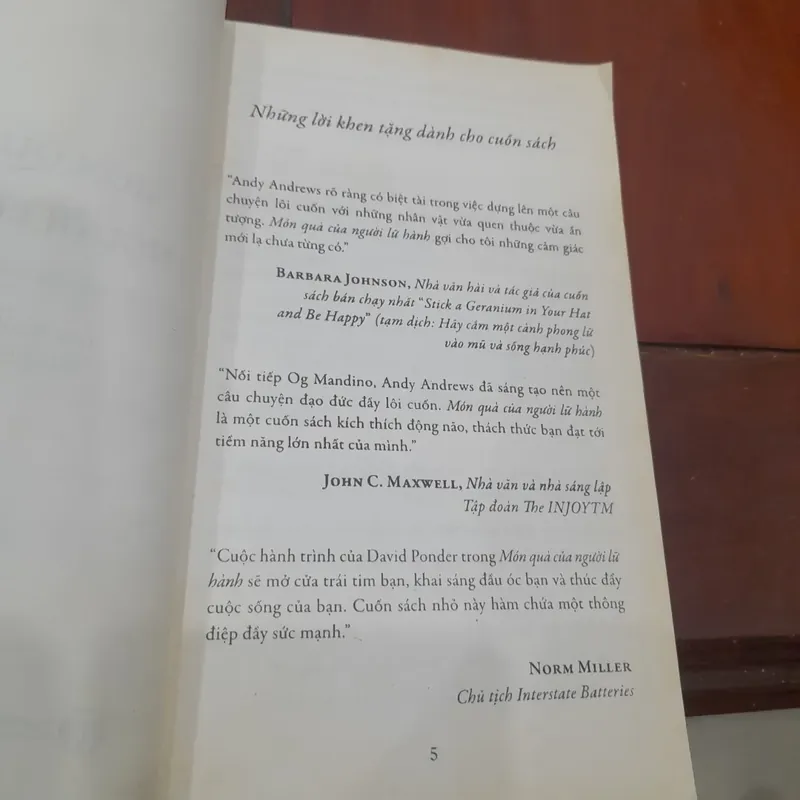 Những lời khen tặng dành cho cuốn sách
“Andy Andrews rõ ràng có biệt tài trong việc dựng lên một câu
chuyện lôi cuốn với những nhân vật vừa quen thuộc vừa ấn
tượng. Món quà của người lữ hành gợi cho tôi những cảm giác
mới lạ chưa từng có.”
BARBARA JOHNSON, Nhà văn hài và tác giả của cuốn
sách bán chạy nhất “Stick a Geranium in Your Hat
and Be Happy” (tạm dịch: Hãy cắm một cành phong lữ
vào mũ và sống hạnh phúc)
“Nối tiếp Og Mandino, Andy Andrews đã sáng tạo nên một
câu chuyện đạo đức đầy lôi cuốn. Món quà của người lữ hành
là một cuốn sách kích thích động não, thách thức bạn đạt tới
tiềm năng lớn nhất của mình.”
JOHN C. MAXWELL, Nhà văn và nhà sáng lập
Tập đoàn The INJOYTM
“Cuộc hành trình của David Ponder trong Món quà của người lữ
hành sẽ mở cửa trái tim bạn, khai sáng đầu óc bạn và thúc đẩy
cuộc sống của bạn. Cuốn sách nhỏ này hàm chứa một thông
điệp đầy sức mạnh.”
NORM MILLER
Chủ tịch Interstate Batteries
5